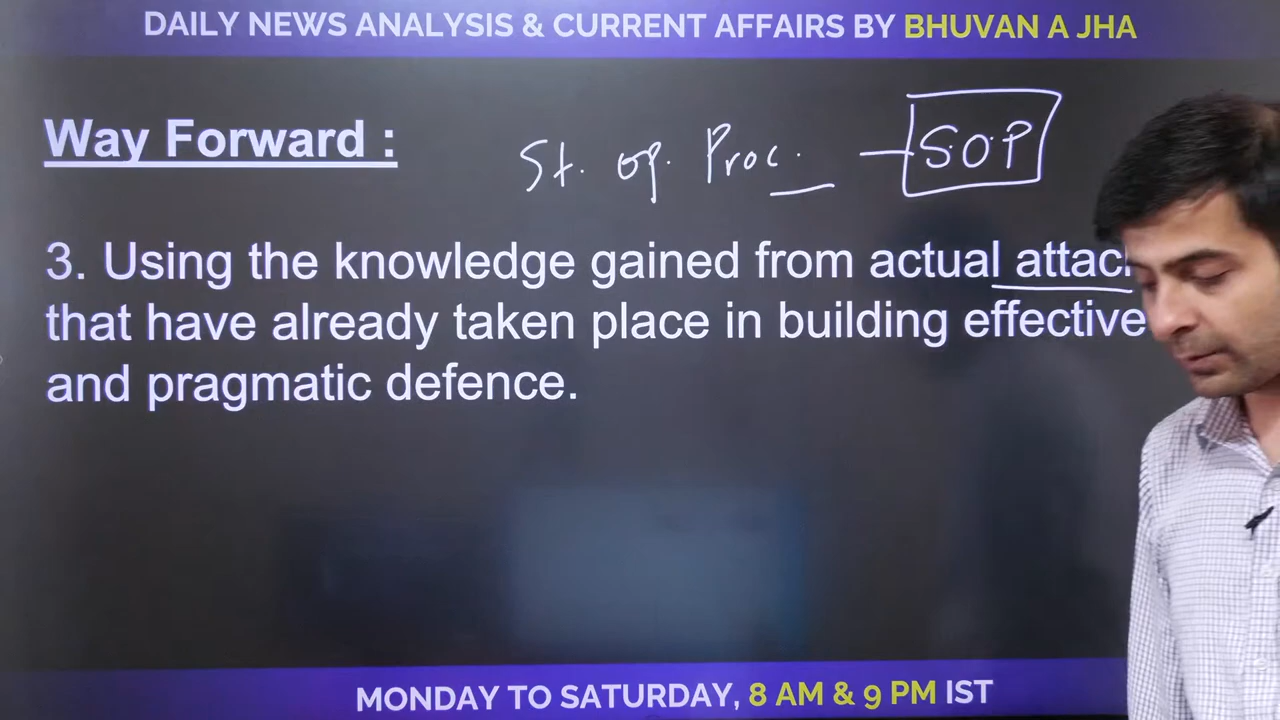 DAILY NEWS ANALYSIS & CURRENT AFFAIRS BY BHUVAN A JHA
Way Forward :
St. op. Proc. — S.O.P
3. Using the knowledge gained from actual
that have already taken place in building effective
and pragmatic defence.
MONDAY TO SATURDAY, 8 AM & 9 PM IST